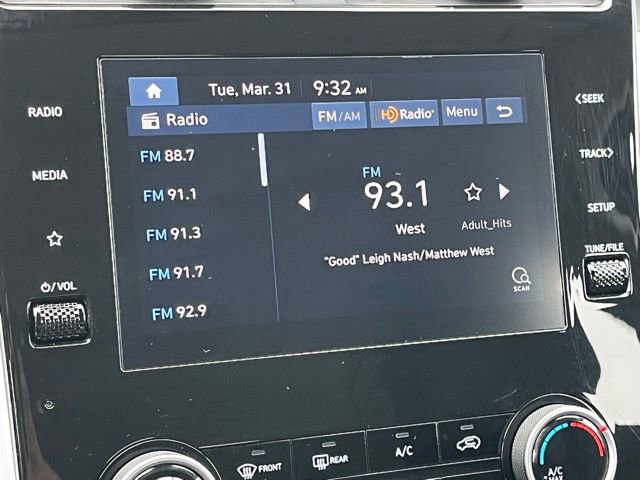 Tue, Mar. 31 9:32 AM
Radio FM/AM HD Radio Menu
RADIO
MEDIA
⏻/VOL
FM 88.7
FM 91.1
FM 91.3
FM 91.7
FM 92.9
FM
93.1
West Adult_Hits
"Good" Leigh Nash/Matthew West
SCAN
<SEEK
TRACK>
SETUP
TUNE/FILE
FRONT
REAR
A/C
A/C
MAX